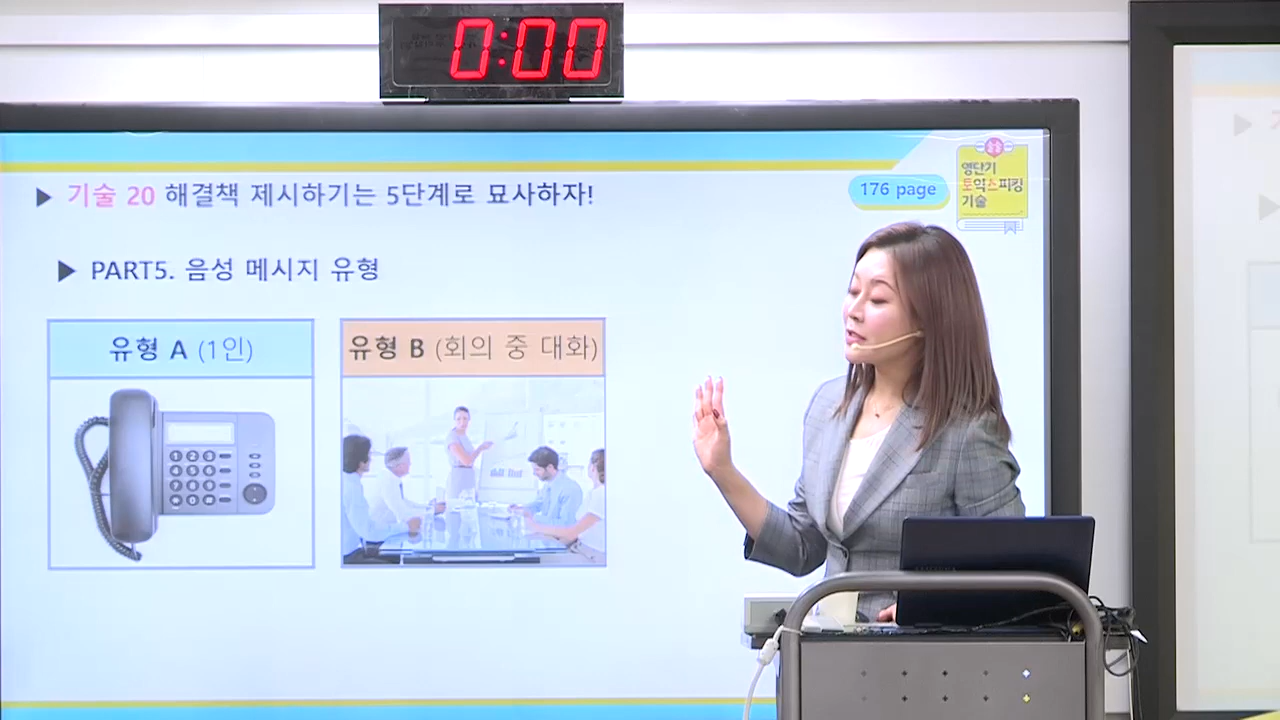 0:00
기술 20 해결책 제시하기는 5단계로 묘사하자!
176 page
영단기
토익스피킹
기술
PART5. 음성 메시지 유형
유형 A (1인)
유형 B (회의 중 대화)